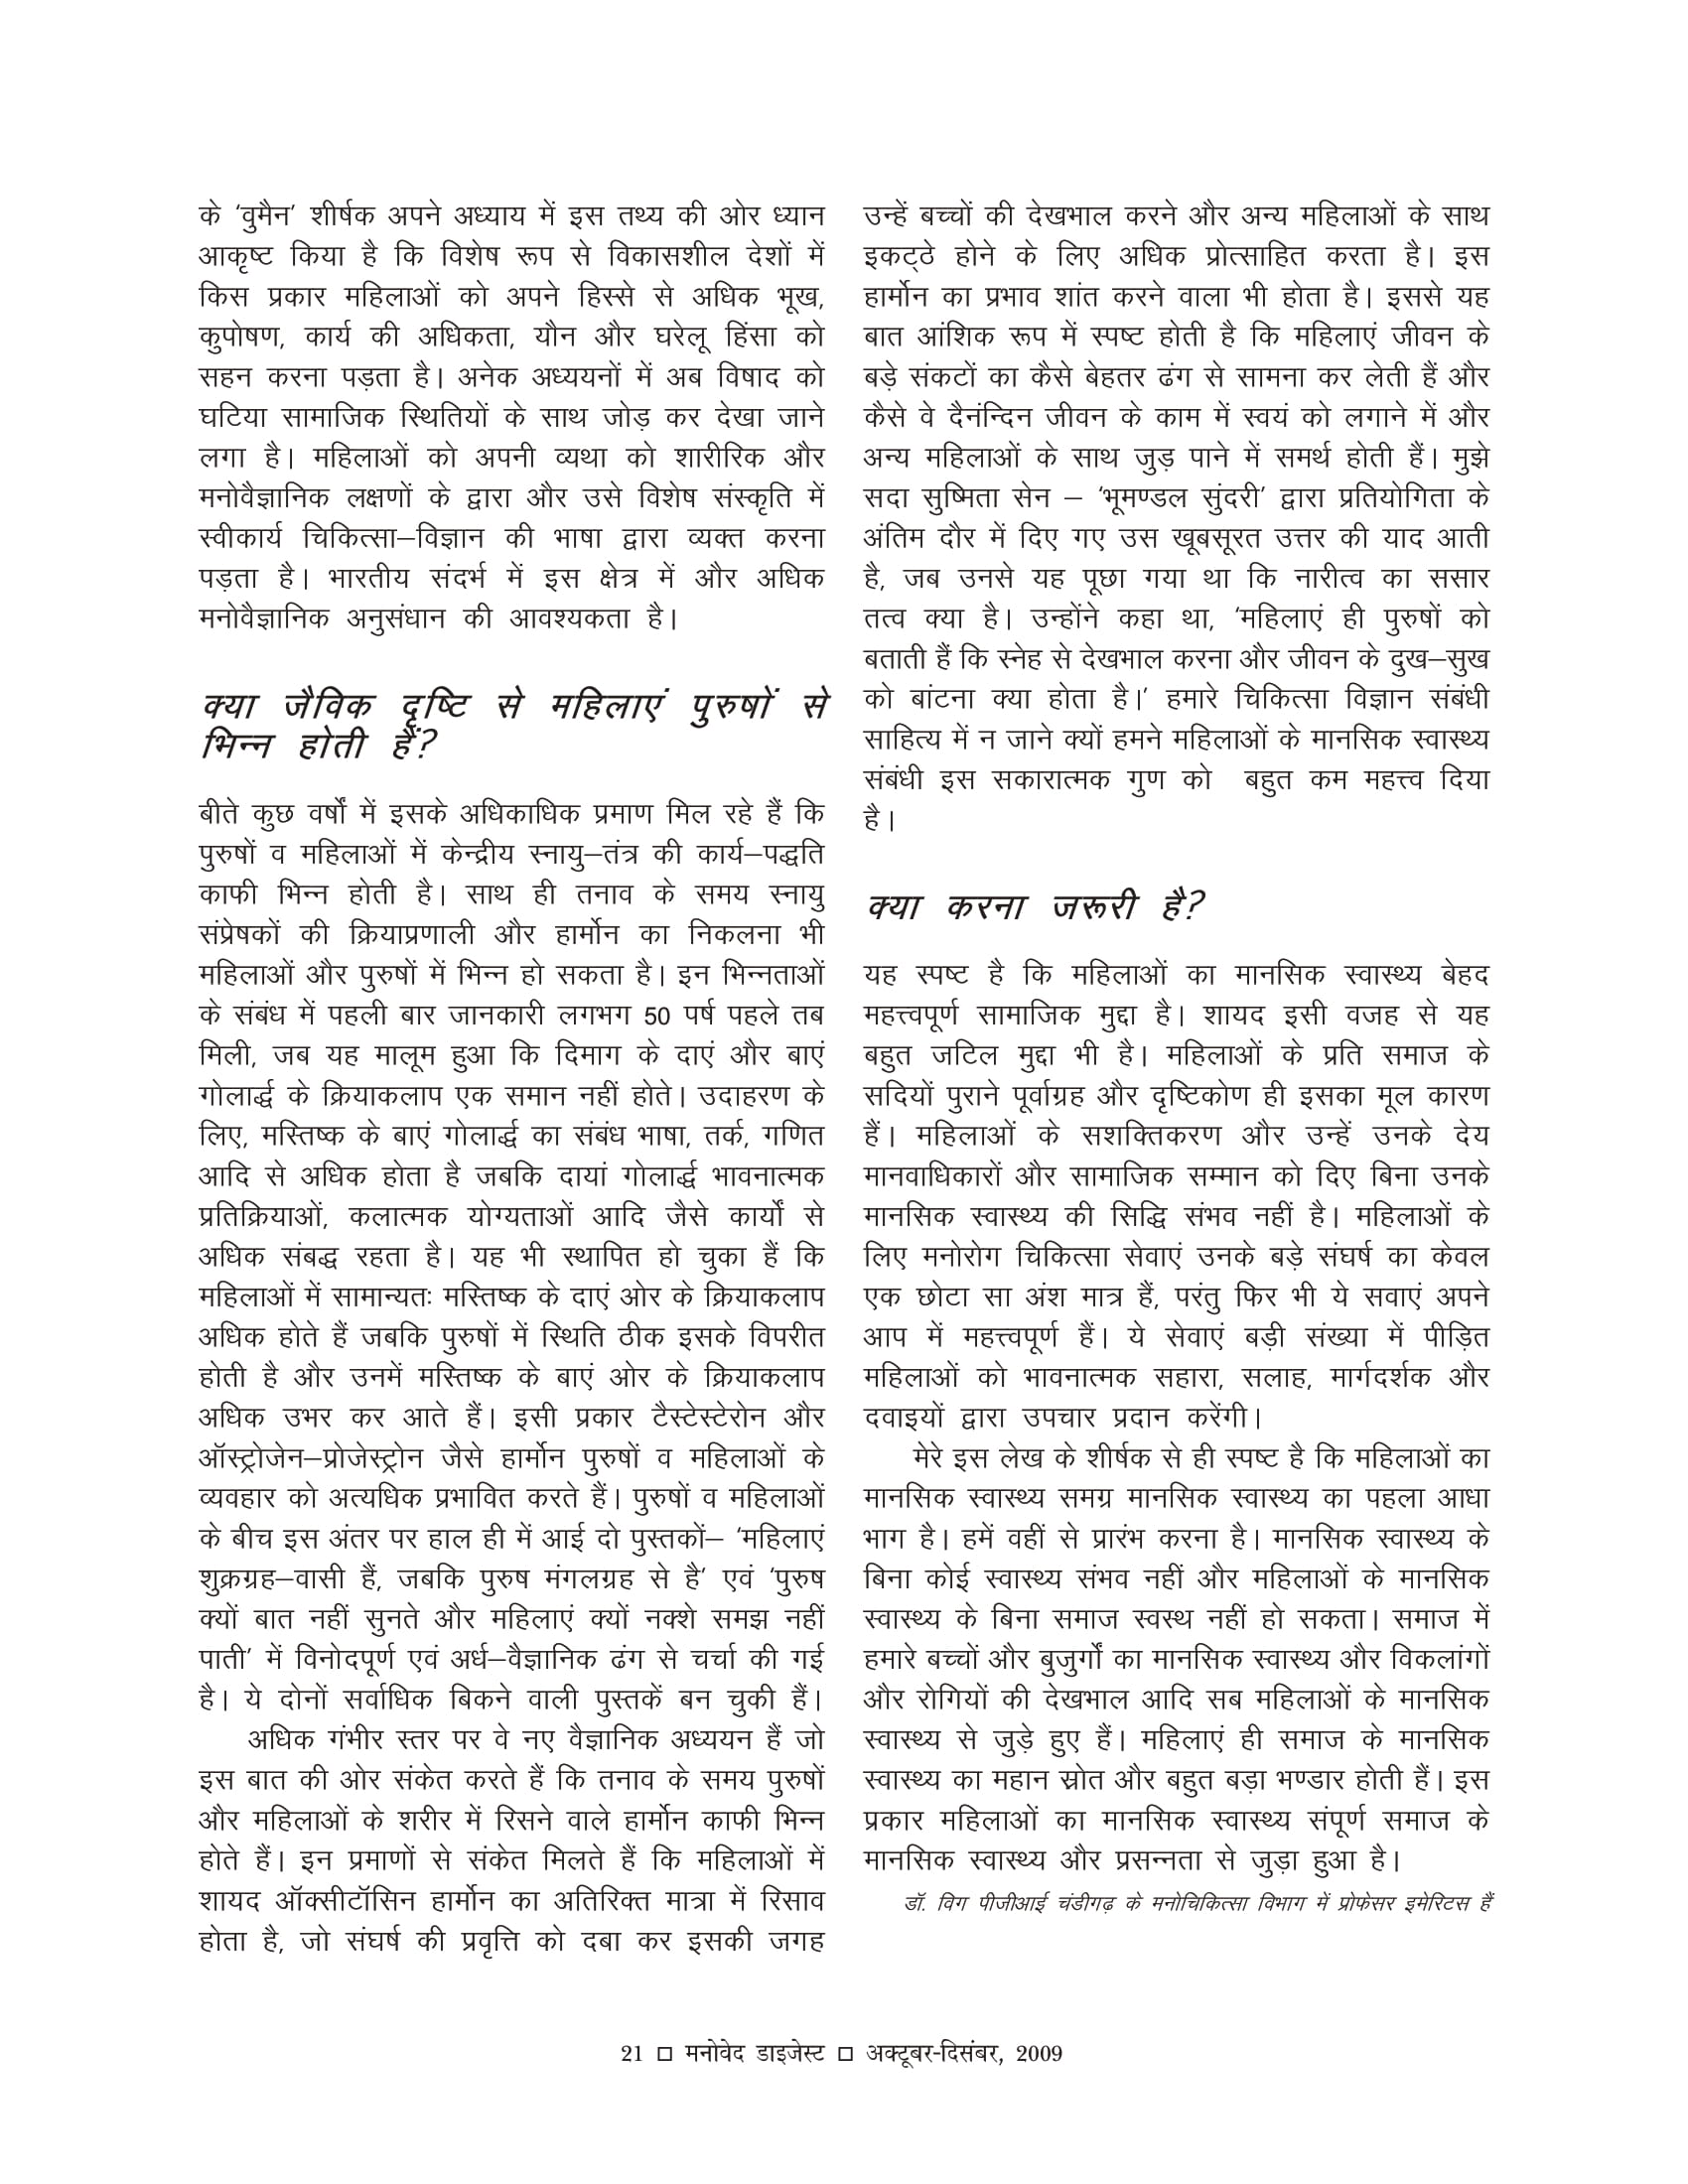 के ‘वुमैन’ शीर्षक अपने अध्याय में इस तथ्य की ओर ध्यान
आकृष्ट किया है कि विशेष रूप से विकासशील देशों में
किस प्रकार महिलाओं को अपने हिस्से से अधिक भूख,
कुपोषण, कार्य की अधिकता, यौन और घरेलू हिंसा को
सहन करना पड़ता है। अनेक अध्ययनों में अब विषाद को
घटिया सामाजिक स्थितियों के साथ जोड़ कर देखा जाने
लगा है। महिलाओं को अपनी व्यथा को शारीरिक और
मनोवैज्ञानिक लक्षणों के द्वारा और उसे विशेष संस्कृति में
स्वीकार्य चिकित्सा–विज्ञान की भाषा द्वारा व्यक्त करना
पड़ता है। भारतीय संदर्भ में इस क्षेत्र में और अधिक
मनोवैज्ञानिक अनुसंधान की आवश्यकता है।
क्या जैविक दृष्टि से महिलाएं पुरुषों से
भिन्न होती हैं?
बीते कुछ वर्षों में इसके अधिकाधिक प्रमाण मिल रहे हैं कि
पुरुषों व महिलाओं में केन्द्रीय स्नायु–तंत्र की कार्य–पद्धति
काफी भिन्न होती है। साथ ही तनाव के समय स्नायु
संप्रेषकों की क्रियाप्रणाली और हार्मोन का निकलना भी
महिलाओं और पुरुषों में भिन्न हो सकता है। इन भिन्नताओं
के संबंध में पहली बार जानकारी लगभग 50 पर्ष पहले तब
मिली, जब यह मालूम हुआ कि दिमाग के दाएं और बाएं
गोलार्द्ध के क्रियाकलाप एक समान नहीं होते। उदाहरण के
लिए, मस्तिष्क के बाएं गोलार्द्ध का संबंध भाषा, तर्क, गणित
आदि से अधिक होता है जबकि दायां गोलार्द्ध भावनात्मक
प्रतिक्रियाओं, कलात्मक योग्यताओं आदि जैसे कार्यों से
अधिक संबद्ध रहता है। यह भी स्थापित हो चुका हैं कि
महिलाओं में सामान्यतः मस्तिष्क के दाएं ओर के क्रियाकलाप
अधिक होते हैं जबकि पुरुषों में स्थिति ठीक इसके विपरीत
होती है और उनमें मस्तिष्क के बाएं ओर के क्रियाकलाप
अधिक उभर कर आते हैं। इसी प्रकार टैस्टेस्टेरोन और
ऑस्ट्रोजेन–प्रोजेस्ट्रोन जैसे हार्मोन पुरुषों व महिलाओं के
व्यवहार को अत्यधिक प्रभावित करते हैं। पुरुषों व महिलाओं
के बीच इस अंतर पर हाल ही में आई दो पुस्तकों– ‘महिलाएं
शुक्रग्रह–वासी हैं, जबकि पुरुष मंगलग्रह से है’ एवं ‘पुरुष
क्यों बात नहीं सुनते और महिलाएं क्यों नक्शे समझ नहीं
पाती’ में विनोदपूर्ण एवं अर्ध–वैज्ञानिक ढंग से चर्चा की गई
है। ये दोनों सर्वाधिक बिकने वाली पुस्तकें बन चुकी हैं।
अधिक गंभीर स्तर पर वे नए वैज्ञानिक अध्ययन हैं जो
इस बात की ओर संकेत करते हैं कि तनाव के समय पुरुषों
और महिलाओं के शरीर में रिसने वाले हार्मोन काफी भिन्न
होते हैं। इन प्रमाणों से संकेत मिलते हैं कि महिलाओं में
शायद ऑक्सीटॉसिन हार्मोन का अतिरिक्त मात्रा में रिसाव
होता है, जो संघर्ष की प्रवृत्ति को दबा कर इसकी जगह
उन्हें बच्चों की देखभाल करने और अन्य महिलाओं के साथ
इकट्ठे होने के लिए अधिक प्रोत्साहित करता है। इस
हार्मोन का प्रभाव शांत करने वाला भी होता है। इससे यह
बात आंशिक रूप में स्पष्ट होती है कि महिलाएं जीवन के
बड़े संकटों का कैसे बेहतर ढंग से सामना कर लेती हैं और
कैसे वे दैनंन्दिन जीवन के काम में स्वयं को लगाने में और
अन्य महिलाओं के साथ जुड़ पाने में समर्थ होती हैं। मुझे
सदा सुष्मिता सेन – ‘भूमण्डल सुंदरी’ द्वारा प्रतियोगिता के
अंतिम दौर में दिए गए उस खूबसूरत उत्तर की याद आती
है, जब उनसे यह पूछा गया था कि नारीत्व का ससार
तत्व क्या है। उन्होंने कहा था, ‘महिलाएं ही पुरुषों को
बताती हैं कि स्नेह से देखभाल करना और जीवन के दुख–सुख
को बांटना क्या होता है।’ हमारे चिकित्सा विज्ञान संबंधी
साहित्य में न जाने क्यों हमने महिलाओं के मानसिक स्वास्थ्य
संबंधी इस सकारात्मक गुण को बहुत कम महत्त्व दिया
है।
क्या करना जरूरी है?
यह स्पष्ट है कि महिलाओं का मानसिक स्वास्थ्य बेहद
महत्त्वपूर्ण सामाजिक मुद्दा है। शायद इसी वजह से यह
बहुत जटिल मुद्दा भी है। महिलाओं के प्रति समाज के
सदियों पुराने पूर्वाग्रह और दृष्टिकोण ही इसका मूल कारण
हैं। महिलाओं के सशक्तिकरण और उन्हें उनके देय
मानवाधिकारों और सामाजिक सम्मान को दिए बिना उनके
मानसिक स्वास्थ्य की सिद्धि संभव नहीं है। महिलाओं के
लिए मनोरोग चिकित्सा सेवाएं उनके बड़े संघर्ष का केवल
एक छोटा सा अंश मात्र हैं, परंतु फिर भी ये सवाएं अपने
आप में महत्त्वपूर्ण हैं। ये सेवाएं बड़ी संख्या में पीड़ित
महिलाओं को भावनात्मक सहारा, सलाह, मार्गदर्शक और
दवाइयों द्वारा उपचार प्रदान करेंगी।
मेरे इस लेख के शीर्षक से ही स्पष्ट है कि महिलाओं का
मानसिक स्वास्थ्य समग्र मानसिक स्वास्थ्य का पहला आधा
भाग है। हमें वहीं से प्रारंभ करना है। मानसिक स्वास्थ्य के
बिना कोई स्वास्थ्य संभव नहीं और महिलाओं के मानसिक
स्वास्थ्य के बिना समाज स्वस्थ नहीं हो सकता। समाज में
हमारे बच्चों और बुजुर्गों का मानसिक स्वास्थ्य और विकलांगों
और रोगियों की देखभाल आदि सब महिलाओं के मानसिक
स्वास्थ्य से जुड़े हुए हैं। महिलाएं ही समाज के मानसिक
स्वास्थ्य का महान स्रोत और बहुत बड़ा भण्डार होती हैं। इस
प्रकार महिलाओं का मानसिक स्वास्थ्य संपूर्ण समाज के
मानसिक स्वास्थ्य और प्रसन्नता से जुड़ा हुआ है।
डॉ. विग पीजीआई चंडीगढ़ के मनोचिकित्सा विभाग में प्रोफेसर इमेरिटस हैं
21 □ मनोवेद डाइजेस्ट □ अक्टूबर-दिसंबर, 2009